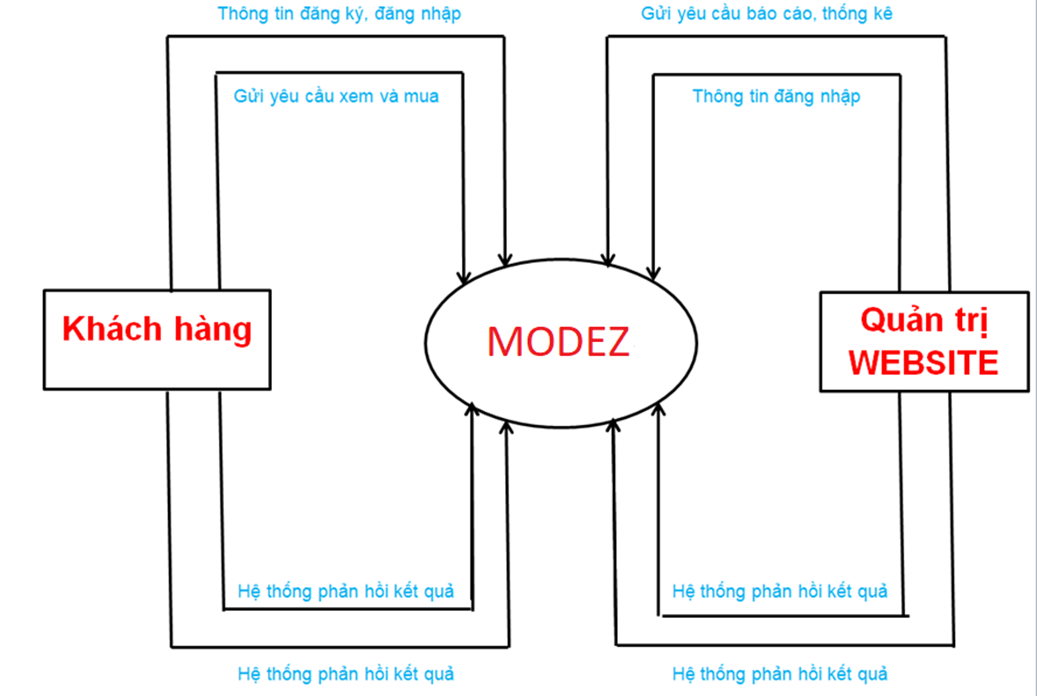 Thông tin đăng ký, đăng nhập
Gửi yêu cầu báo cáo, thống kê
Gửi yêu cầu xem và mua
Thông tin đăng nhập
Khách hàng
MODEZ
Quản trị
WEBSITE
Hệ thống phản hồi kết quả
Hệ thống phản hồi kết quả
Hệ thống phản hồi kết quả
Hệ thống phản hồi kết quả